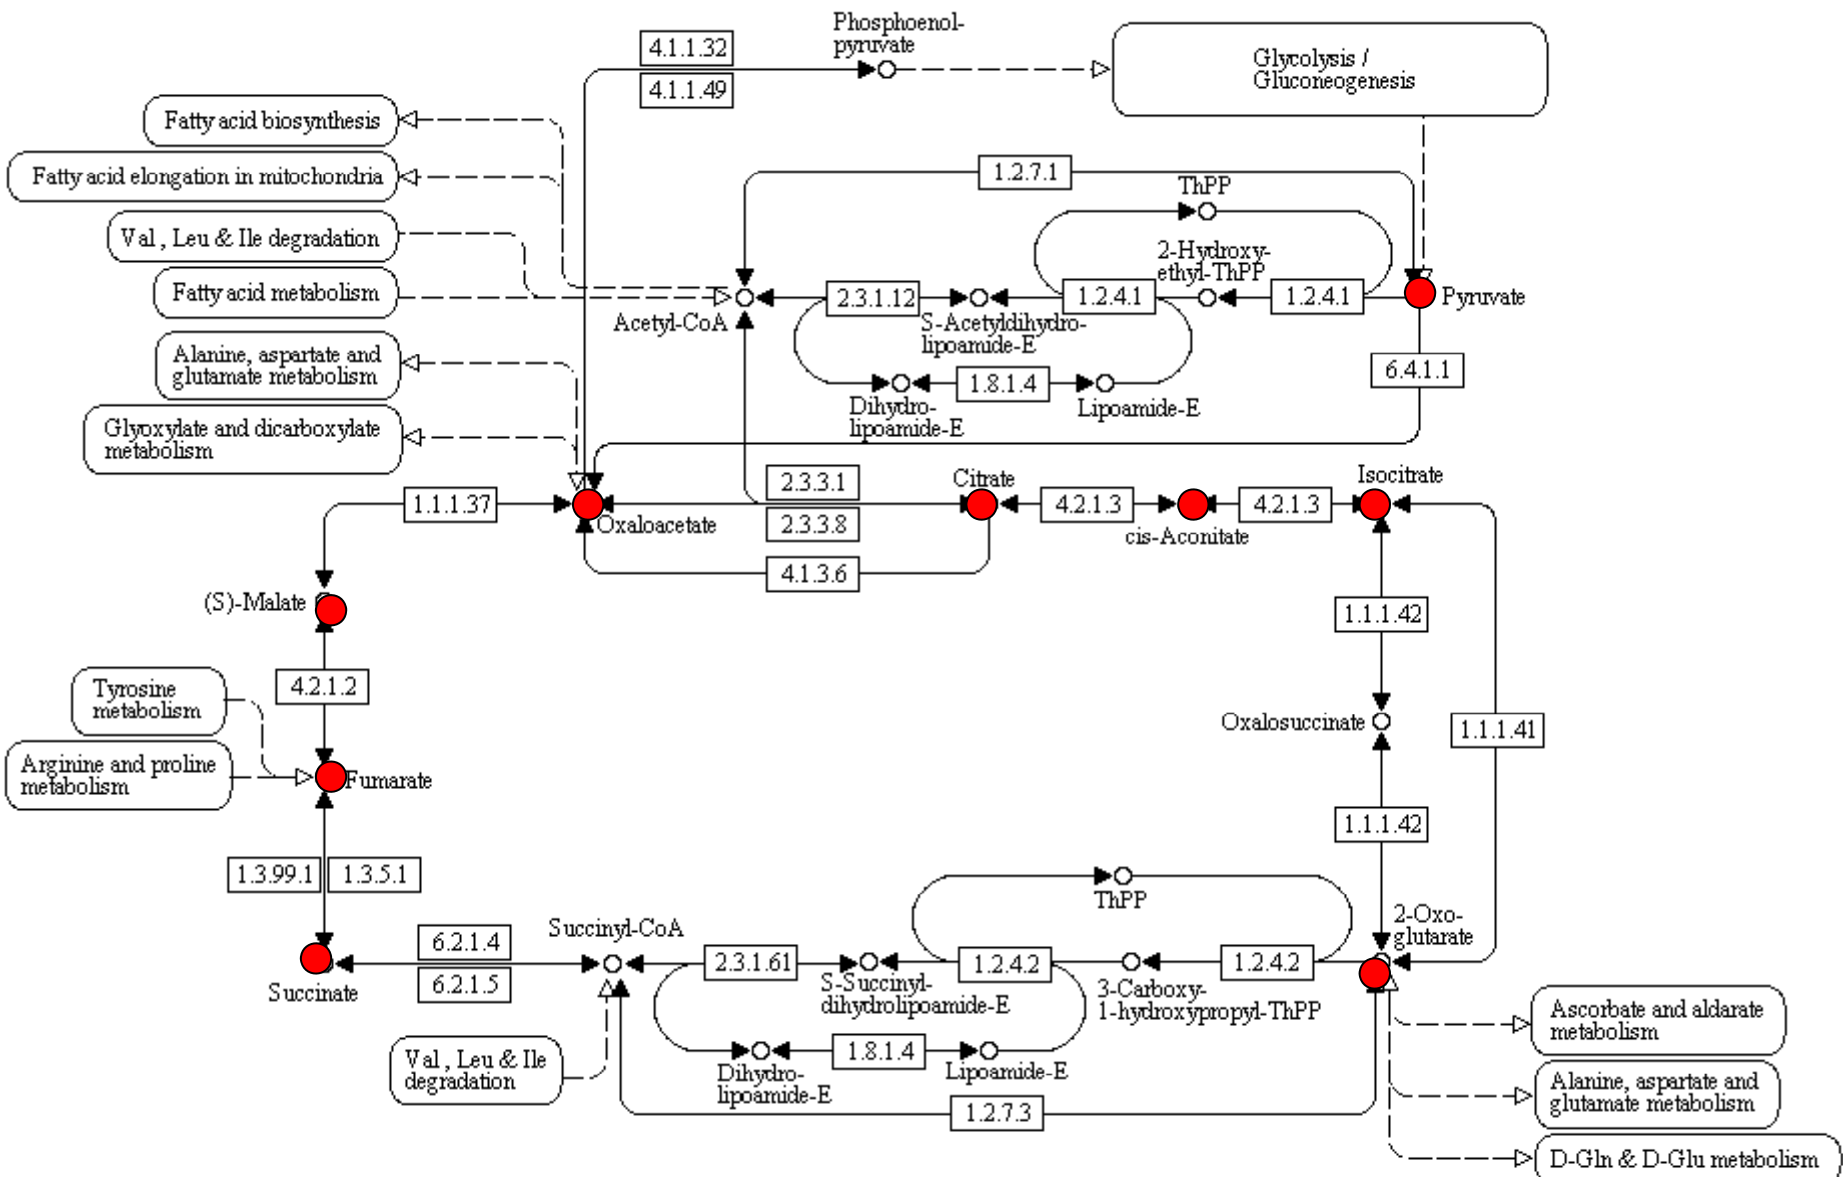 Phosphoenol-
pyruvate
4.1.1.32
4.1.1.49
Glycolysis /
Gluconeogenesis
Fatty acid biosynthesis
Fatty acid elongation in mitochondria
Val , Leu & Ile degradation
Fatty acid metabolism
Alanine, aspartate and
glutamate metabolism
Glyoxylate and dicarboxylate
metabolism
1.2.7.1
ThPP
2-Hydroxy-
ethyl-ThPP
Acetyl-CoA
2.3.1.12
S-Acetyldihydro-
lipoamide-E
1.2.4.1
1.2.4.1
Pyruvate
6.4.1.1
1.8.1.4
Dihydro-
lipoamide-E
Lipoamide-E
1.1.1.37
Oxaloacetate
2.3.3.1
2.3.3.8
4.1.3.6
Citrate
4.2.1.3
cis-Aconitate
4.2.1.3
Isocitrate
(S)-Malate
1.1.1.42
4.2.1.2
Tyrosine
metabolism
Arginine and proline
metabolism
Fumarate
Oxalosuccinate
1.1.1.41
1.1.1.42
1.3.99.1
1.3.5.1
ThPP
Succinate
6.2.1.4
6.2.1.5
Succinyl-CoA
2.3.1.61
S-Succinyl-
dihydrolipoamide-E
1.2.4.2
3-Carboxy-
1-hydroxypropyl-ThPP
1.2.4.2
2-Oxo-
glutarate
Val , Leu & Ile
degradation
Dihydro-
lipoamide-E
1.8.1.4
Lipoamide-E
1.2.7.3
Ascorbate and aldarate
metabolism
Alanine, aspartate and
glutamate metabolism
D-Gln & D-Glu metabolism